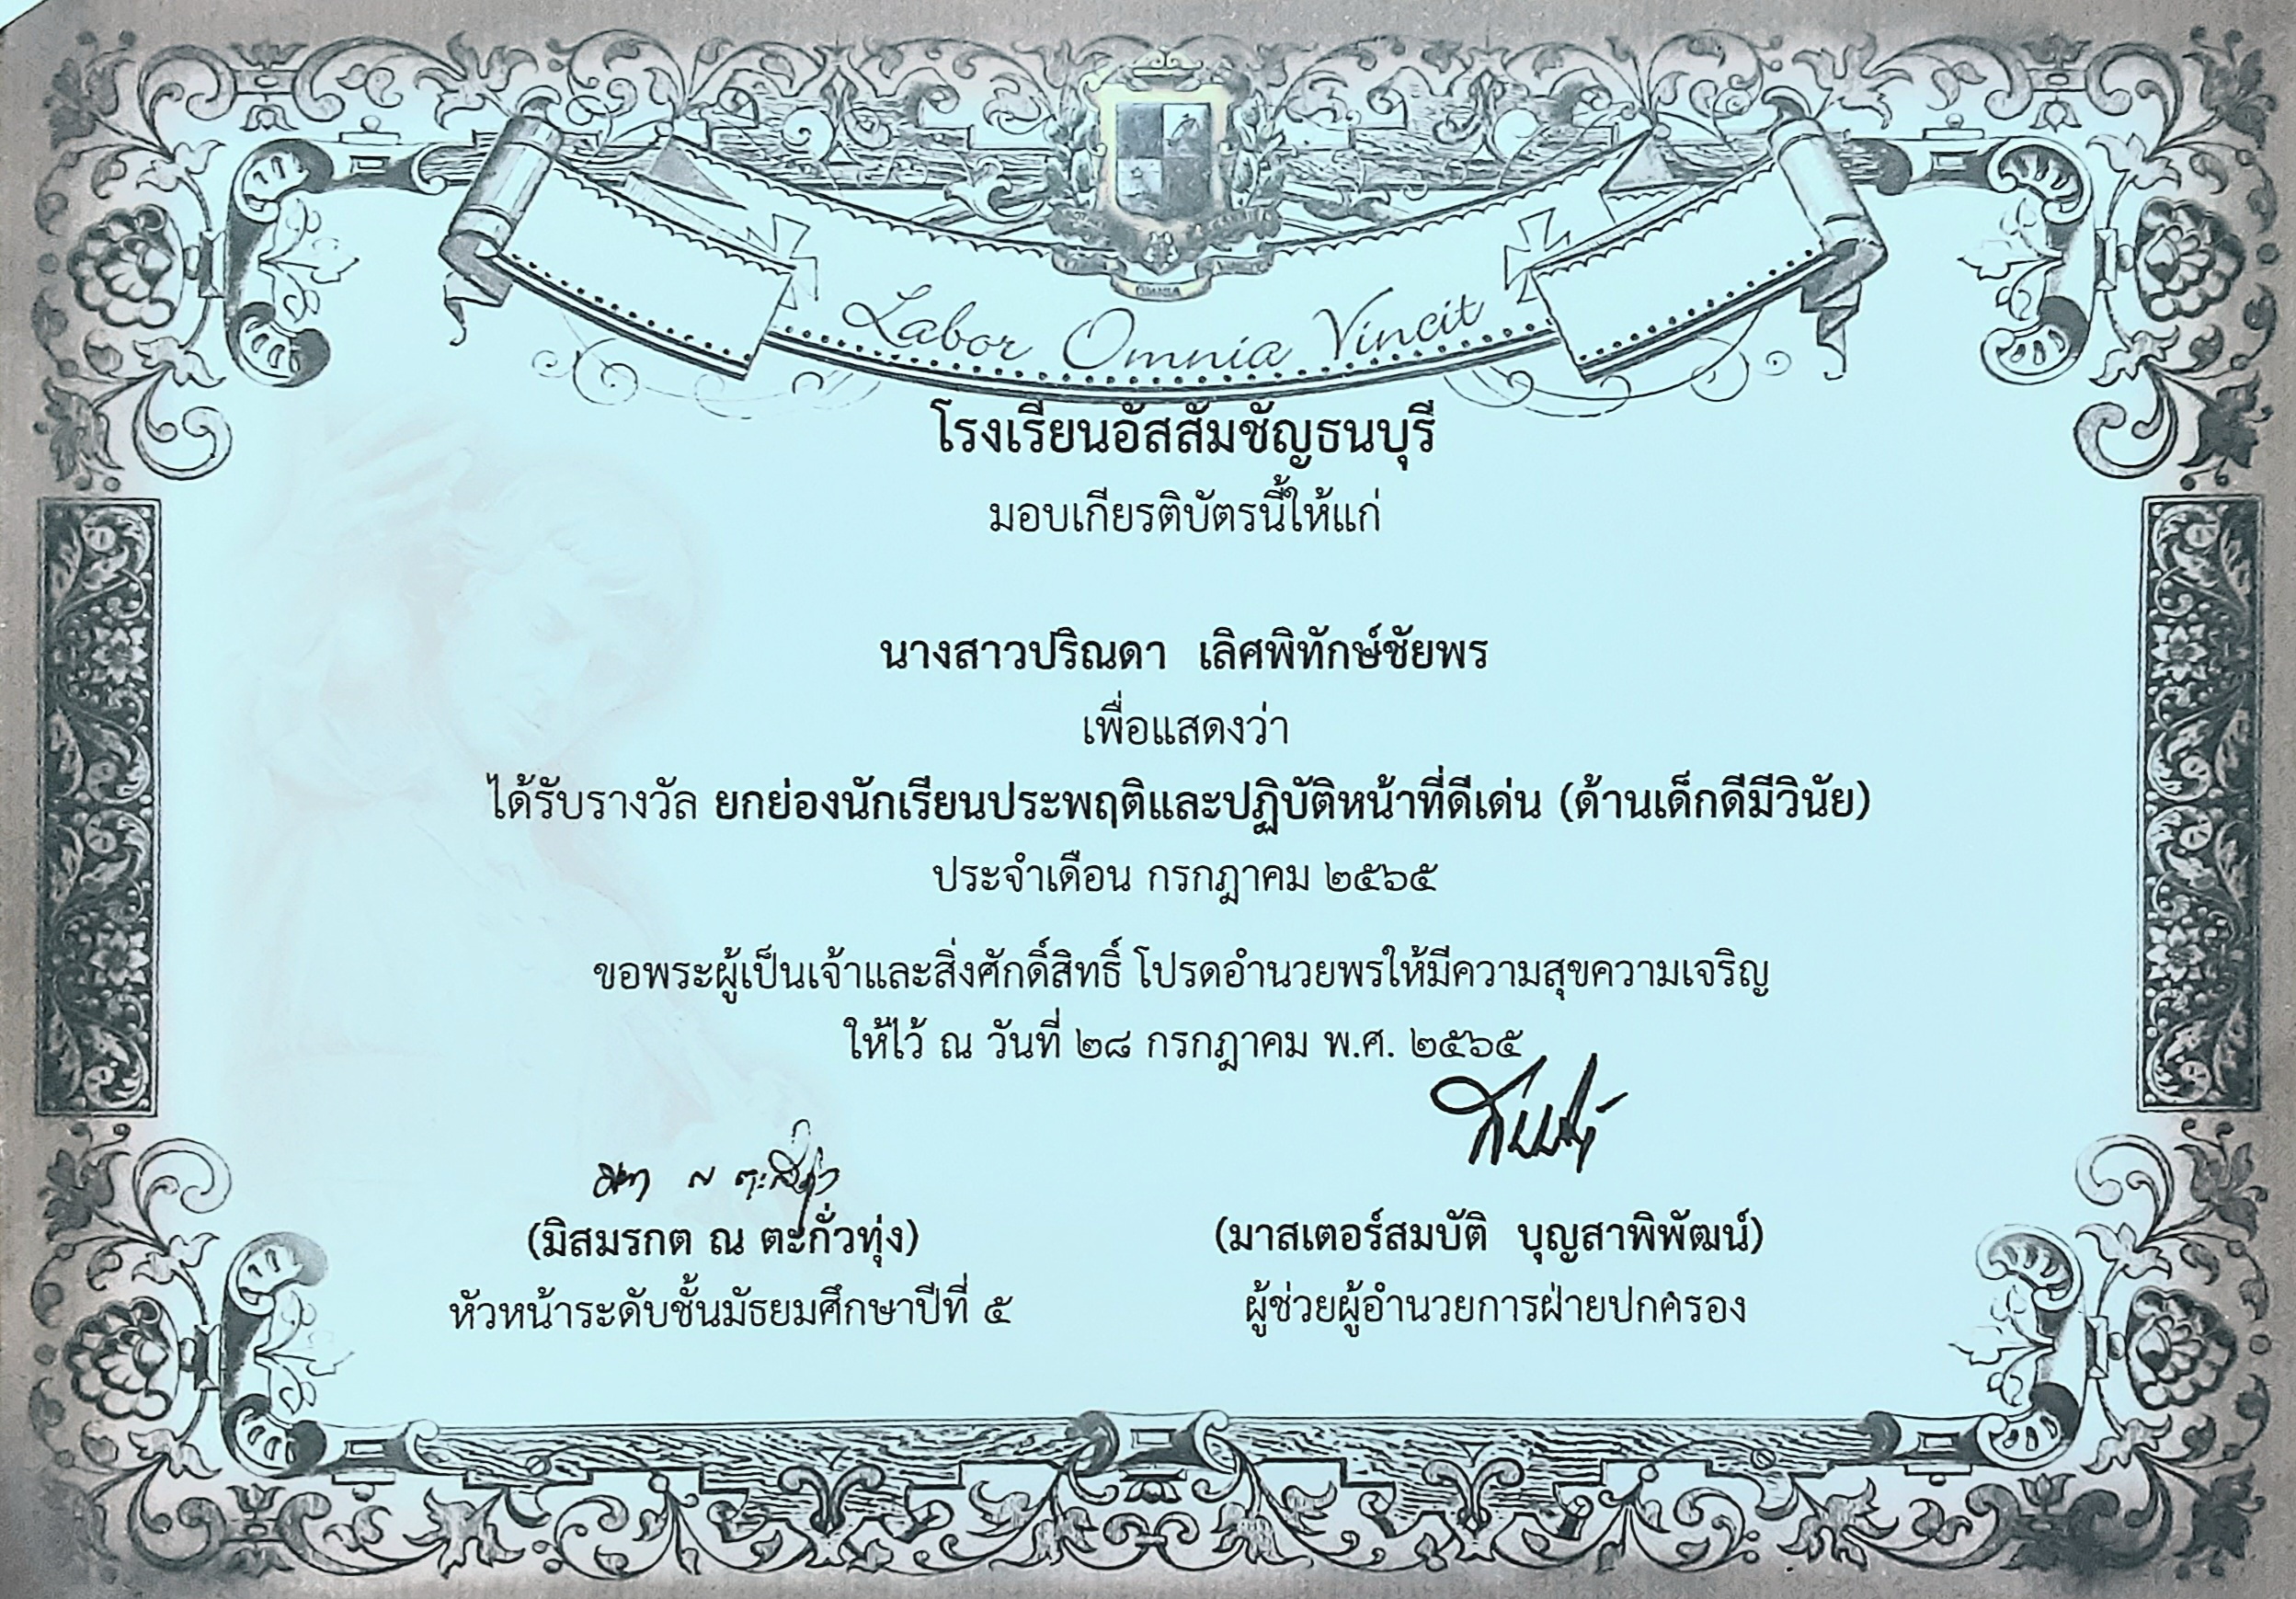 Labor Omnia Vincit
โรงเรียนอัสสัมชัญธนบุรี
มอบเกียรติบัตรนี้ให้แก่
นางสาวปริณดา เลิศพิทักษ์ชัยพร
เพื่อแสดงว่า
ได้รับรางวัล ยกย่องนักเรียนประพฤติและปฏิบัติหน้าที่ดีเด่น (ด้านเด็กดีมีวินัย)
ประจำเดือน กรกฎาคม ๒๕๖๕
ขอพระผู้เป็นเจ้าและสิ่งศักดิ์สิทธิ์ โปรดอำนวยพรให้มีความสุขความเจริญ
ให้ไว้ ณ วันที่ ๒๘ กรกฎาคม พ.ศ. ๒๕๖๕
(มิสมรกต ณ ตะกั่วทุ่ง)
หัวหน้าระดับชั้นมัธยมศึกษาปีที่ ๕
(มาสเตอร์สมบัติ บุญสาพิพัฒน์)
ผู้ช่วยผู้อำนวยการฝ่ายปกครอง